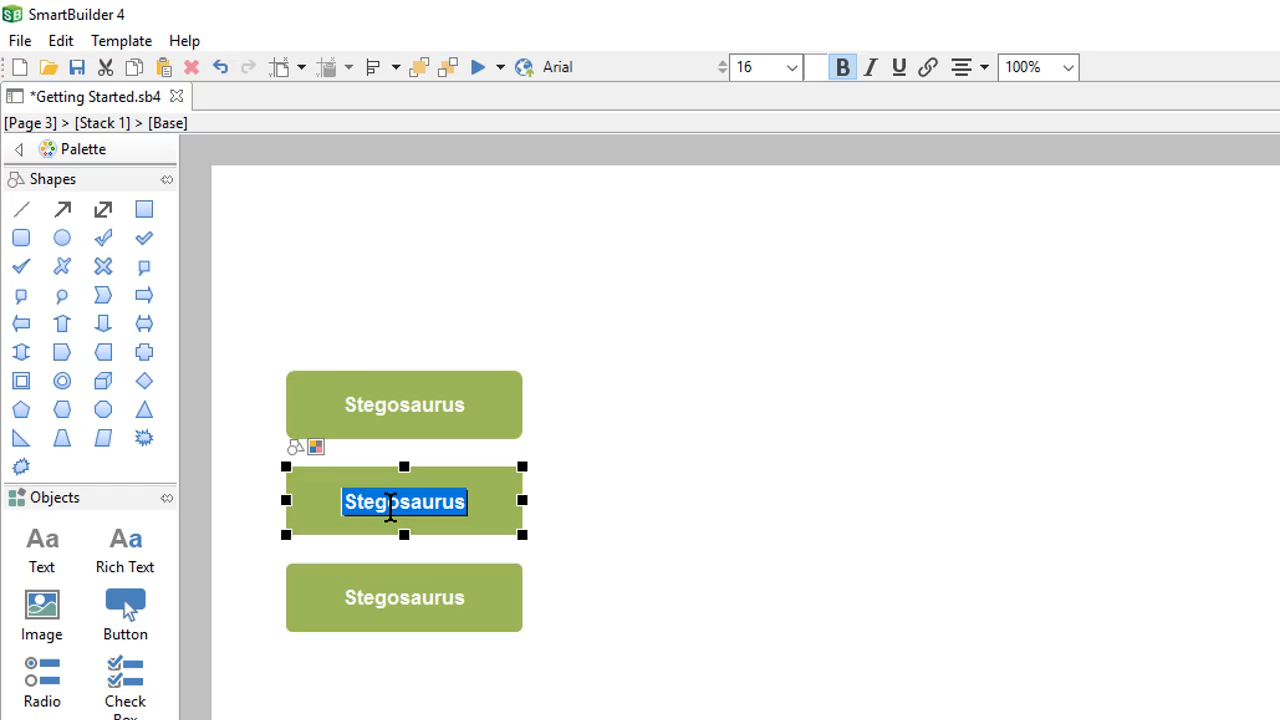 SmartBuilder 4
File Edit Template Help
Arial 16 B I U 100%
*Getting Started.sb4
[Page 3] > [Stack 1] > [Base]
Palette
Shapes
Stegosaurus
Stegosaurus
Objects
Aa Aa
Text Rich Text
Stegosaurus
Image Button
Radio Check
Box